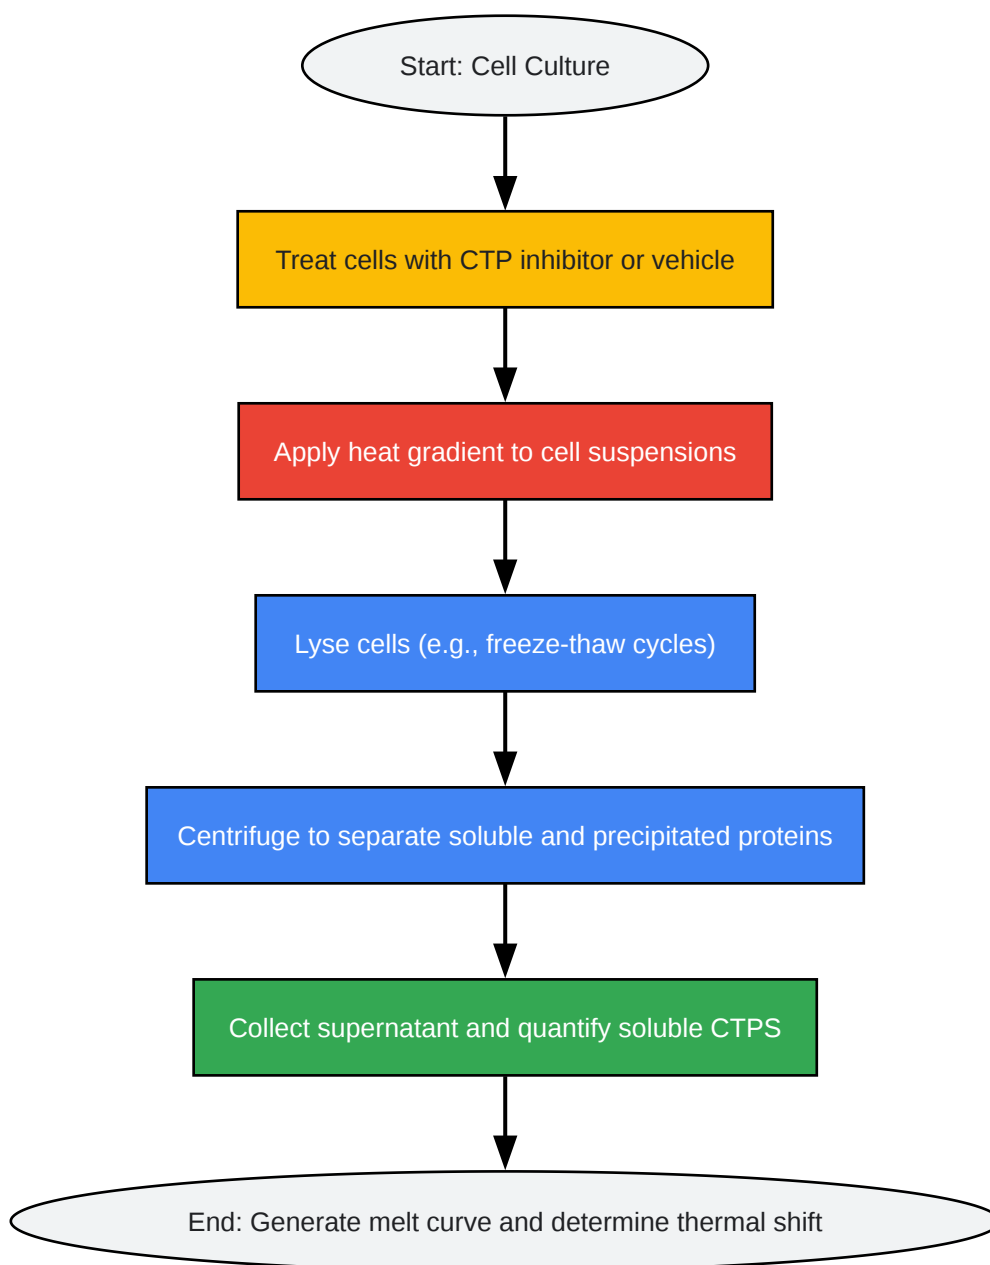 Start: Cell Culture
Treat cells with CTP inhibitor or vehicle
Apply heat gradient to cell suspensions
Lyse cells (e.g., freeze-thaw cycles)
Centrifuge to separate soluble and precipitated proteins
Collect supernatant and quantify soluble CTPS
End: Generate melt curve and determine thermal shift